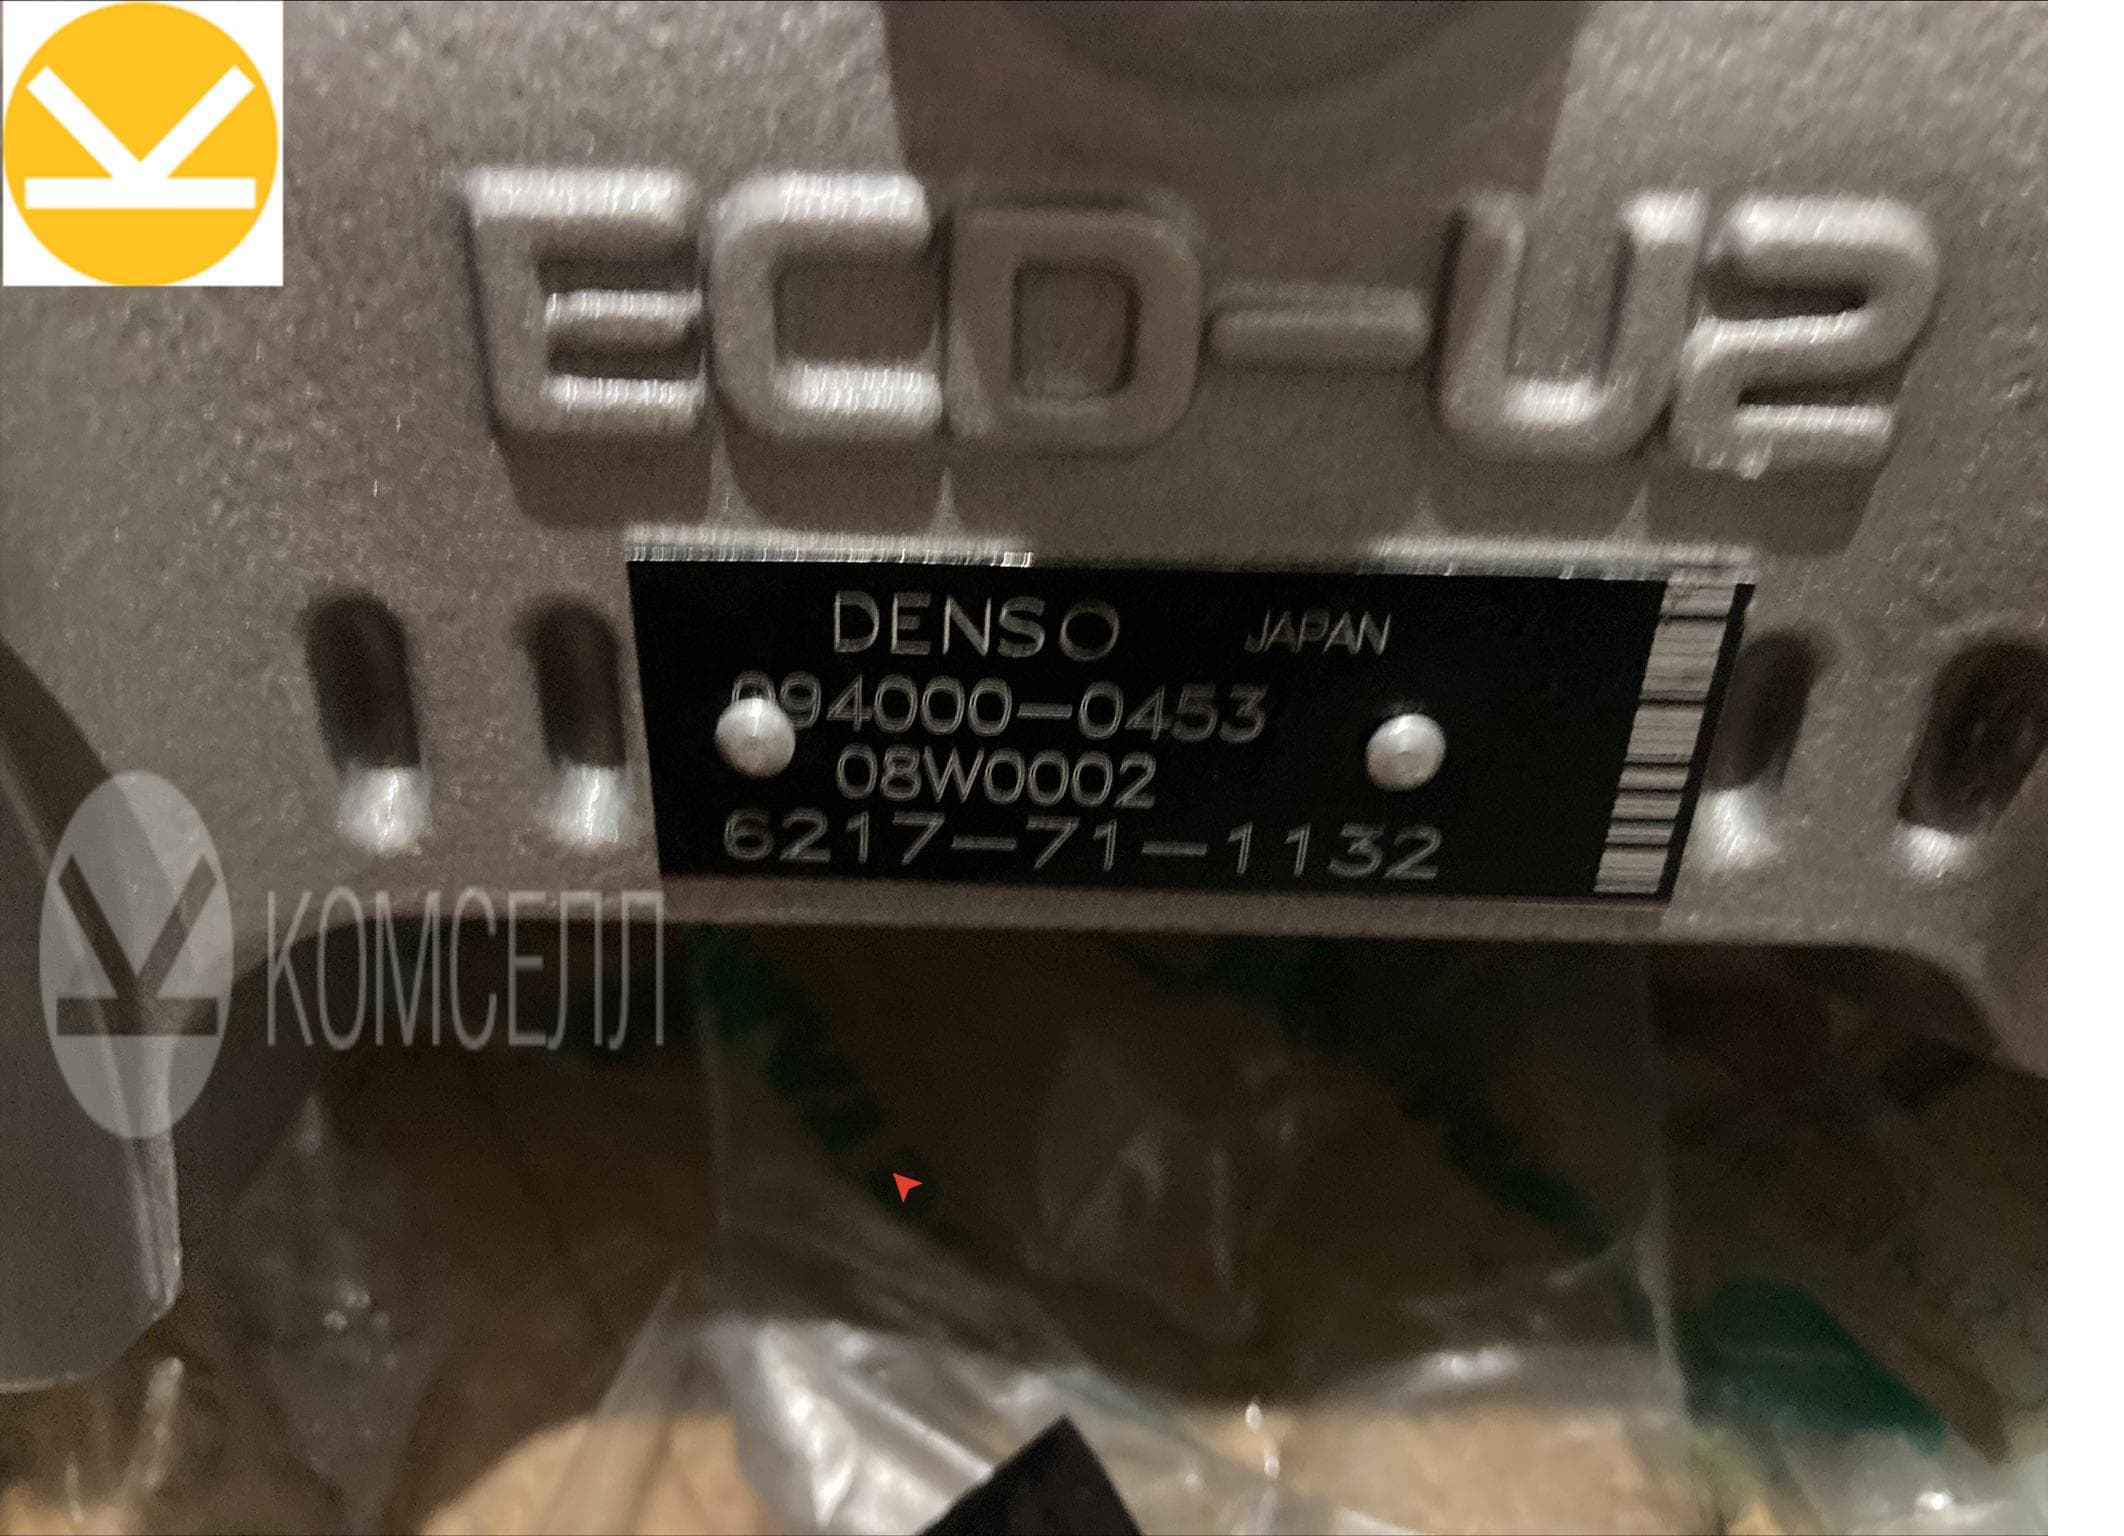 ECD-U2
DENSO JAPAN
094000-0453
08W0002
6217-71-1132
КОМСЕЛЛ